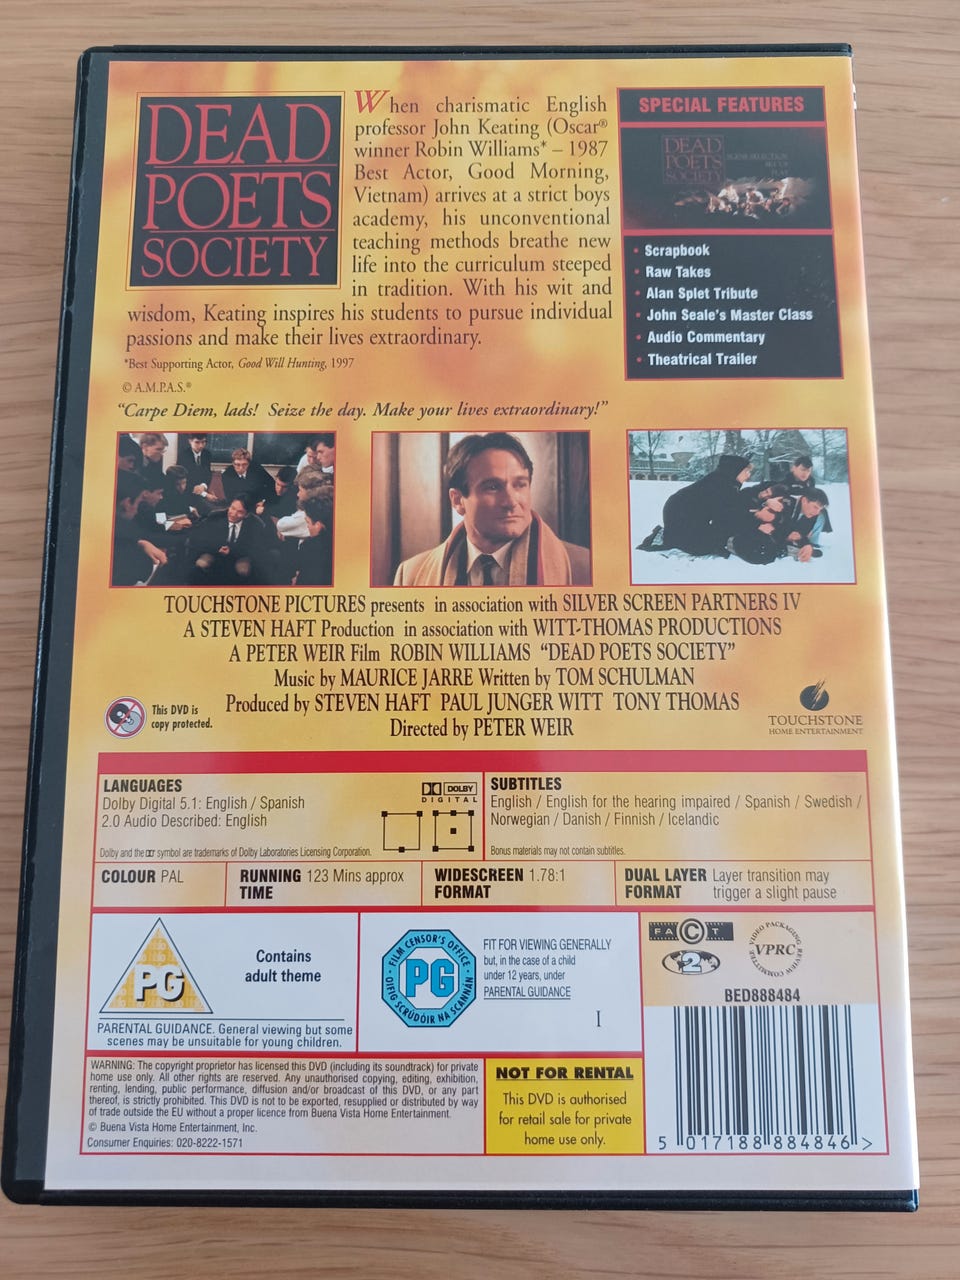 DEAD
POETS
SOCIETY
When charismatic English
professor John Keating (Oscar®
winner Robin Williams* – 1987
Best Actor, Good Morning,
Vietnam) arrives at a strict boys
academy, his unconventional
teaching methods breathe new
life into the curriculum steeped
in tradition. With his wit and
wisdom, Keating inspires his students to pursue individual
passions and make their lives extraordinary.
*Best Supporting Actor, Good Will Hunting, 1997
© A.M.P.A.S.®
SPECIAL FEATURES
DEAD
POETS
SOCIETY
SCENE SELECTION
SET UP
PLAY
• Scrapbook
• Raw Takes
• Alan Splet Tribute
• John Seale's Master Class
• Audio Commentary
• Theatrical Trailer
“Carpe Diem, lads! Seize the day. Make your lives extraordinary!”
TOUCHSTONE PICTURES presents in association with SILVER SCREEN PARTNERS IV
A STEVEN HAFT Production in association with WITT-THOMAS PRODUCTIONS
A PETER WEIR Film ROBIN WILLIAMS “DEAD POETS SOCIETY”
Music by MAURICE JARRE Written by TOM SCHULMAN
Produced by STEVEN HAFT PAUL JUNGER WITT TONY THOMAS
Directed by PETER WEIR
This DVD is
copy protected.
TOUCHSTONE
HOME ENTERTAINMENT
LANGUAGES
Dolby Digital 5.1: English / Spanish
2.0 Audio Described: English
DOLBY
DIGITAL
Dolby and the DD symbol are trademarks of Dolby Laboratories Licensing Corporation.
SUBTITLES
English / English for the hearing impaired / Spanish / Swedish /
Norwegian / Danish / Finnish / Icelandic
Bonus materials may not contain subtitles.
COLOUR PAL
RUNNING TIME 123 Mins approx
WIDESCREEN FORMAT 1.78:1
DUAL LAYER FORMAT Layer transition may
trigger a slight pause
PG
Contains
adult theme
PARENTAL GUIDANCE. General viewing but some
scenes may be unsuitable for young children.
FILM CENSOR'S OFFICE
PG
OIFIG SCRÚDÓIR NA SCANNÁN
FIT FOR VIEWING GENERALLY
but, in the case of a child
under 12 years, under
PARENTAL GUIDANCE
I
FACT
2
VIDEO PACKAGING REVIEW COMMITTEE
VPRC
BED888484
WARNING: The copyright proprietor has licensed this DVD (including its soundtrack) for private
home use only. All other rights are reserved. Any unauthorised copying, editing, exhibition,
renting, lending, public performance, diffusion and/or broadcast of this DVD, or any part
thereof, is strictly prohibited. This DVD is not to be exported, resupplied or distributed by way
of trade outside the EU without a proper licence from Buena Vista Home Entertainment.
© Buena Vista Home Entertainment, Inc.
Consumer Enquiries: 020-8222-1571
NOT FOR RENTAL
This DVD is authorised
for retail sale for private
home use only.
5 017188 884846 >